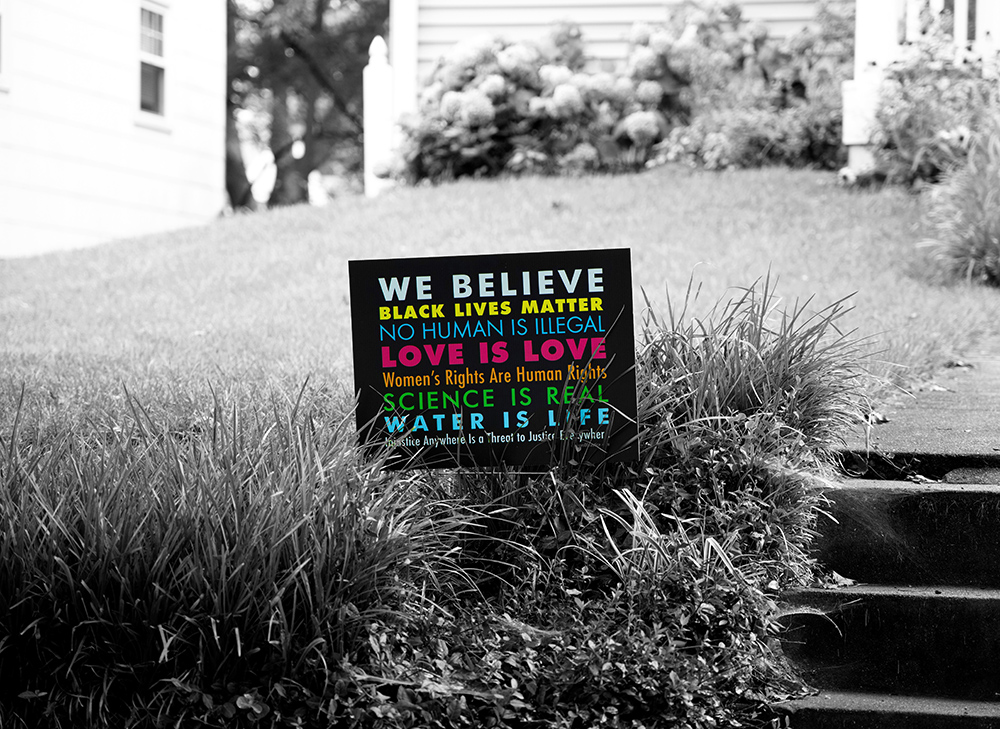 WE BELIEVE
BLACK LIVES MATTER
NO HUMAN IS ILLEGAL
LOVE IS LOVE
Women's Rights Are Human Rights
SCIENCE IS REAL
WATER IS LIFE
Injustice Anywhere Is a Threat to Justice Everywhere